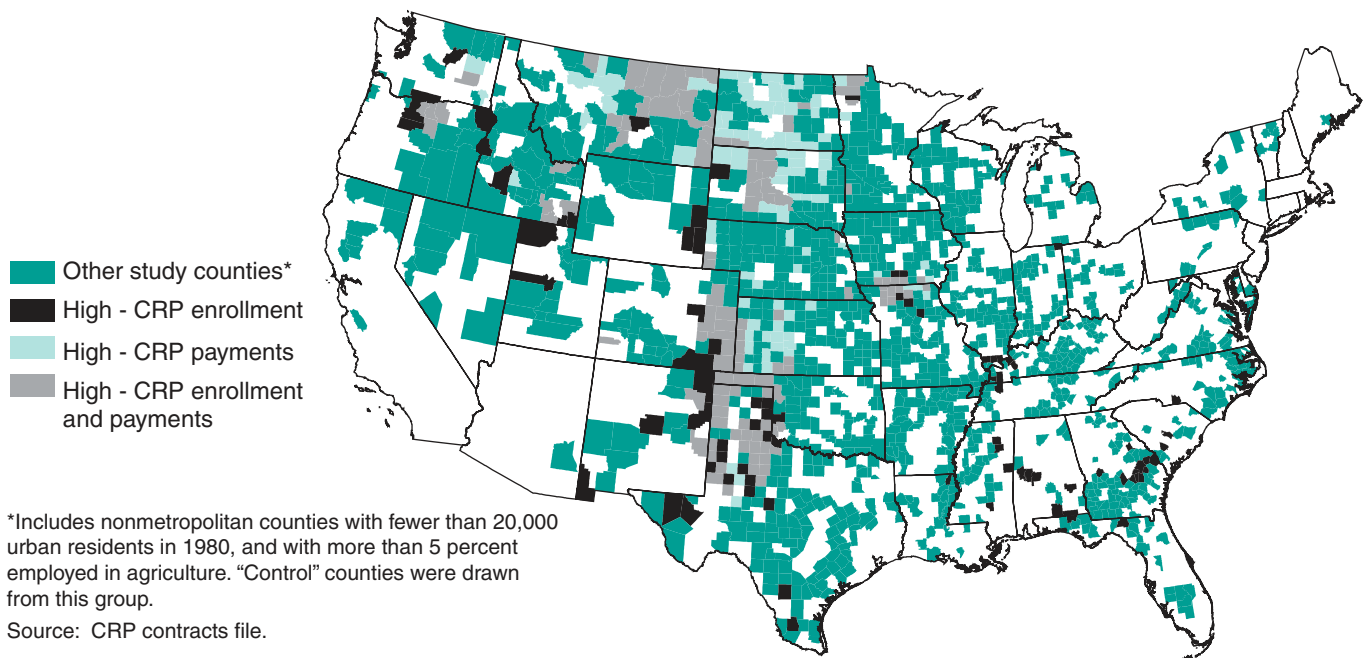 Other study counties*
High - CRP enrollment
High - CRP payments
High - CRP enrollment
and payments
*Includes nonmetropolitan counties with fewer than 20,000
urban residents in 1980, and with more than 5 percent
employed in agriculture. “Control” counties were drawn
from this group.
Source:  CRP contracts file.